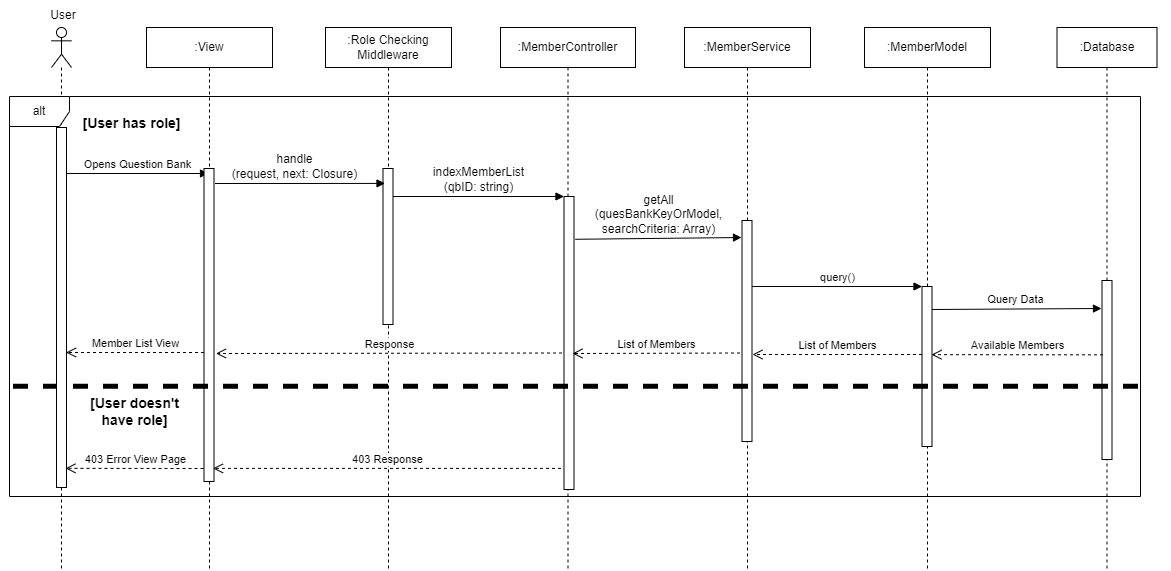 User
:View
:Role Checking
Middleware
:MemberController
:MemberService
:MemberModel
:Database
alt
[User has role]
Opens Question Bank
handle
(request, next: Closure)
indexMemberList
(qbID: string)
getAll
(quesBankKeyOrModel,
searchCriteria: Array)
query()
Query Data
Member List View
Response
List of Members
List of Members
Available Members
[User doesn't
have role]
403 Error View Page
403 Response